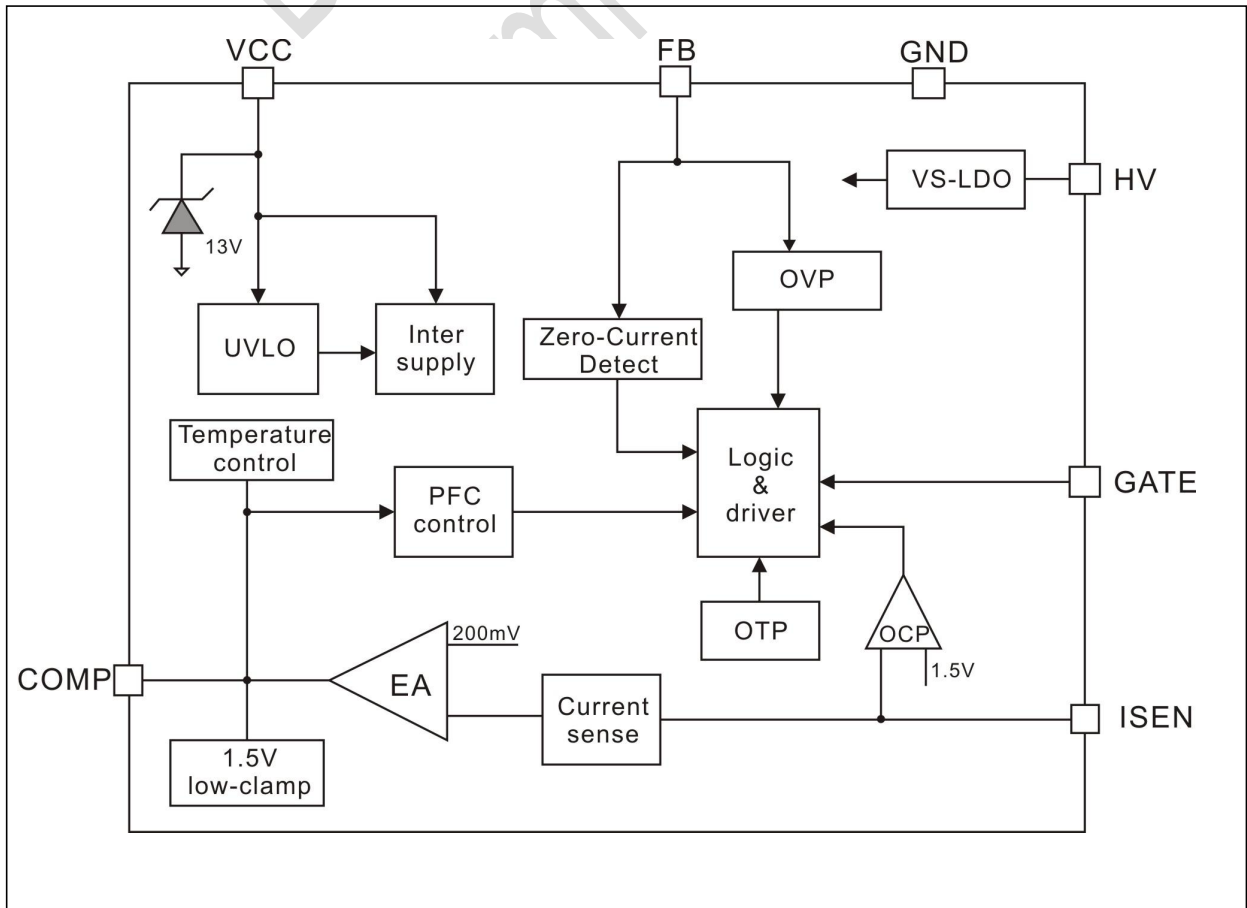 VCC
FB
GND
VS-LDO
HV
13V
OVP
UVLO
Inter
supply
Zero-Current
Detect
Temperature
control
PFC
control
Logic
&
driver
GATE
OTP
OCP
1.5V
200mV
EA
COMP
Current
sense
ISEN
1.5V
low-clamp